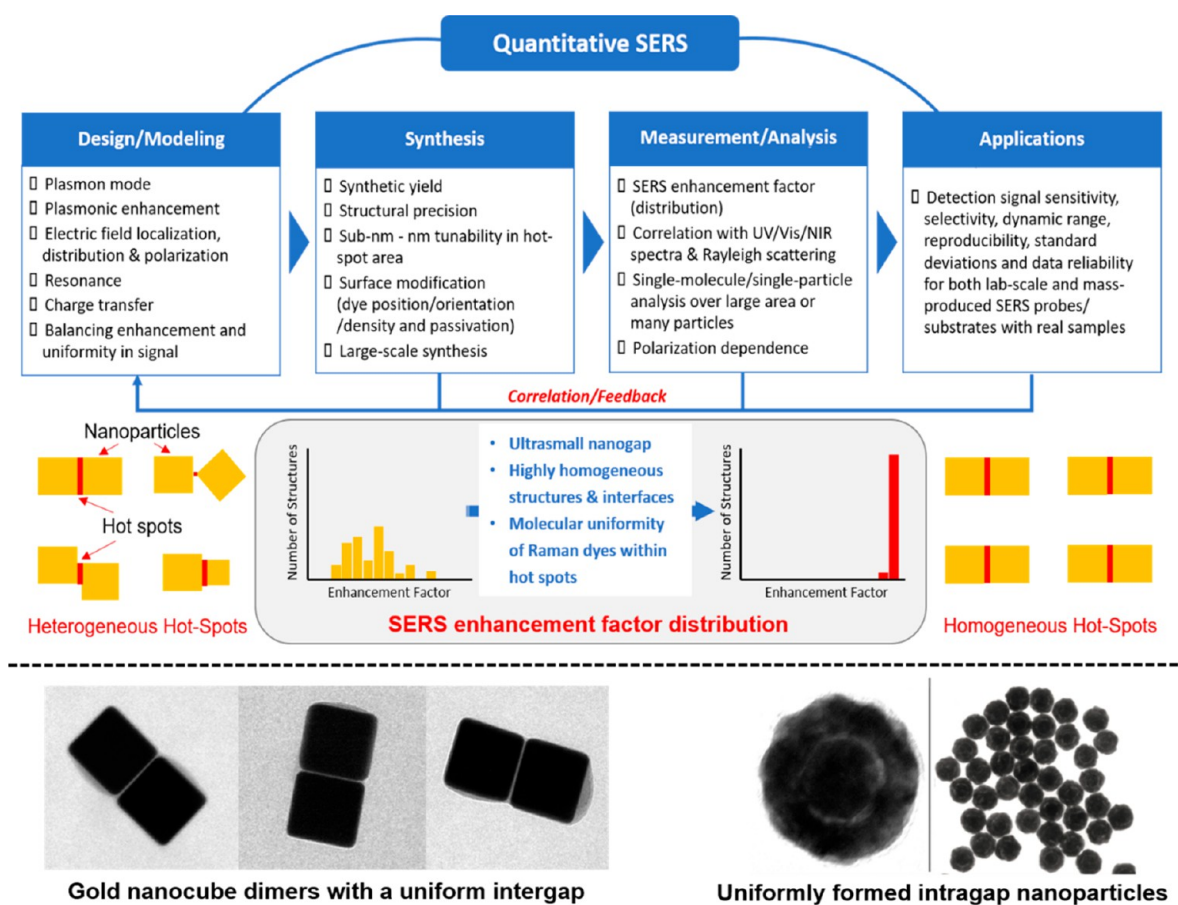 Quantitative SERS
Design/Modeling
▯ Plasmon mode
▯ Plasmonic enhancement
▯ Electric field localization,
distribution & polarization
▯ Resonance
▯ Charge transfer
▯ Balancing enhancement and
uniformity in signal
Synthesis
▯ Synthetic yield
▯ Structural precision
▯ Sub-nm - nm tunability in hot-
spot area
▯ Surface modification
(dye position/orientation
/density and passivation)
▯ Large-scale synthesis
Measurement/Analysis
▯ SERS enhancement factor
(distribution)
▯ Correlation with UV/Vis/NIR
spectra & Rayleigh scattering
▯ Single-molecule/single-particle
analysis over large area or
many particles
▯ Polarization dependence
Applications
▯ Detection signal sensitivity,
selectivity, dynamic range,
reproducibility, standard
deviations and data reliability
for both lab-scale and mass-
produced SERS probes/
substrates with real samples
Correlation/Feedback
Nanoparticles
Hot spots
Heterogeneous Hot-Spots
Number of Structures
Enhancement Factor
• Ultrasmall nanogap
• Highly homogeneous
structures & interfaces
• Molecular uniformity
of Raman dyes within
hot spots
Number of Structures
Enhancement Factor
SERS enhancement factor distribution
Homogeneous Hot-Spots
Gold nanocube dimers with a uniform intergap
Uniformly formed intragap nanoparticles